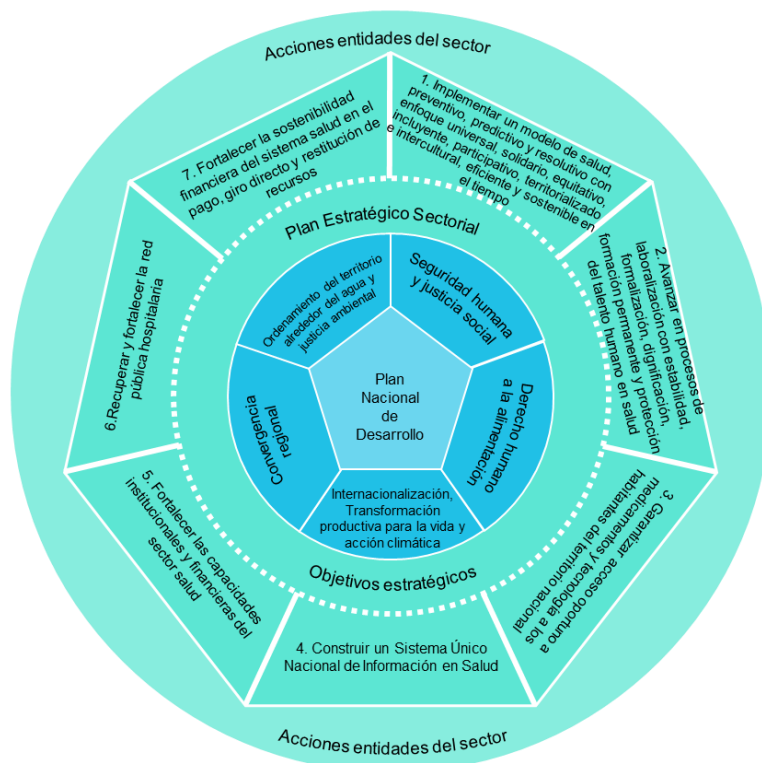 Acciones entidades del sector
1. Implementar un modelo de salud,
preventivo, predictivo y resolutivo con
enfoque universal, solidario, equitativo,
incluyente, participativo, territorializado
e intercultural, eficiente y sostenible en
el tiempo
2. Avanzar en procesos de
laboralización con estabilidad,
formalización, dignificación,
formación permanente y protección
del talento humano en salud
3. Garantizar acceso oportuno a
medicamentos y tecnología a los
habitantes del territorio nacional
4. Construir un Sistema Único
Nacional de Información en Salud
5. Fortalecer las capacidades
institucionales y financieras del
sector salud
6.Recuperar y fortalecer la red
pública hospitalaria
7. Fortalecer la sostenibilidad
financiera del sistema salud en el
pago, giro directo y restitución de
recursos
Plan Estratégico Sectorial
Ordenamiento del territorio
alrededor del agua y
justicia ambiental
Seguridad humana
y justicia social
Derecho humano
a la alimentación
Internacionalización,
Transformación
productiva para la vida y
acción climática
Convergencia
regional
Plan
Nacional
de
Desarrollo
Objetivos estratégicos
Acciones entidades del sector